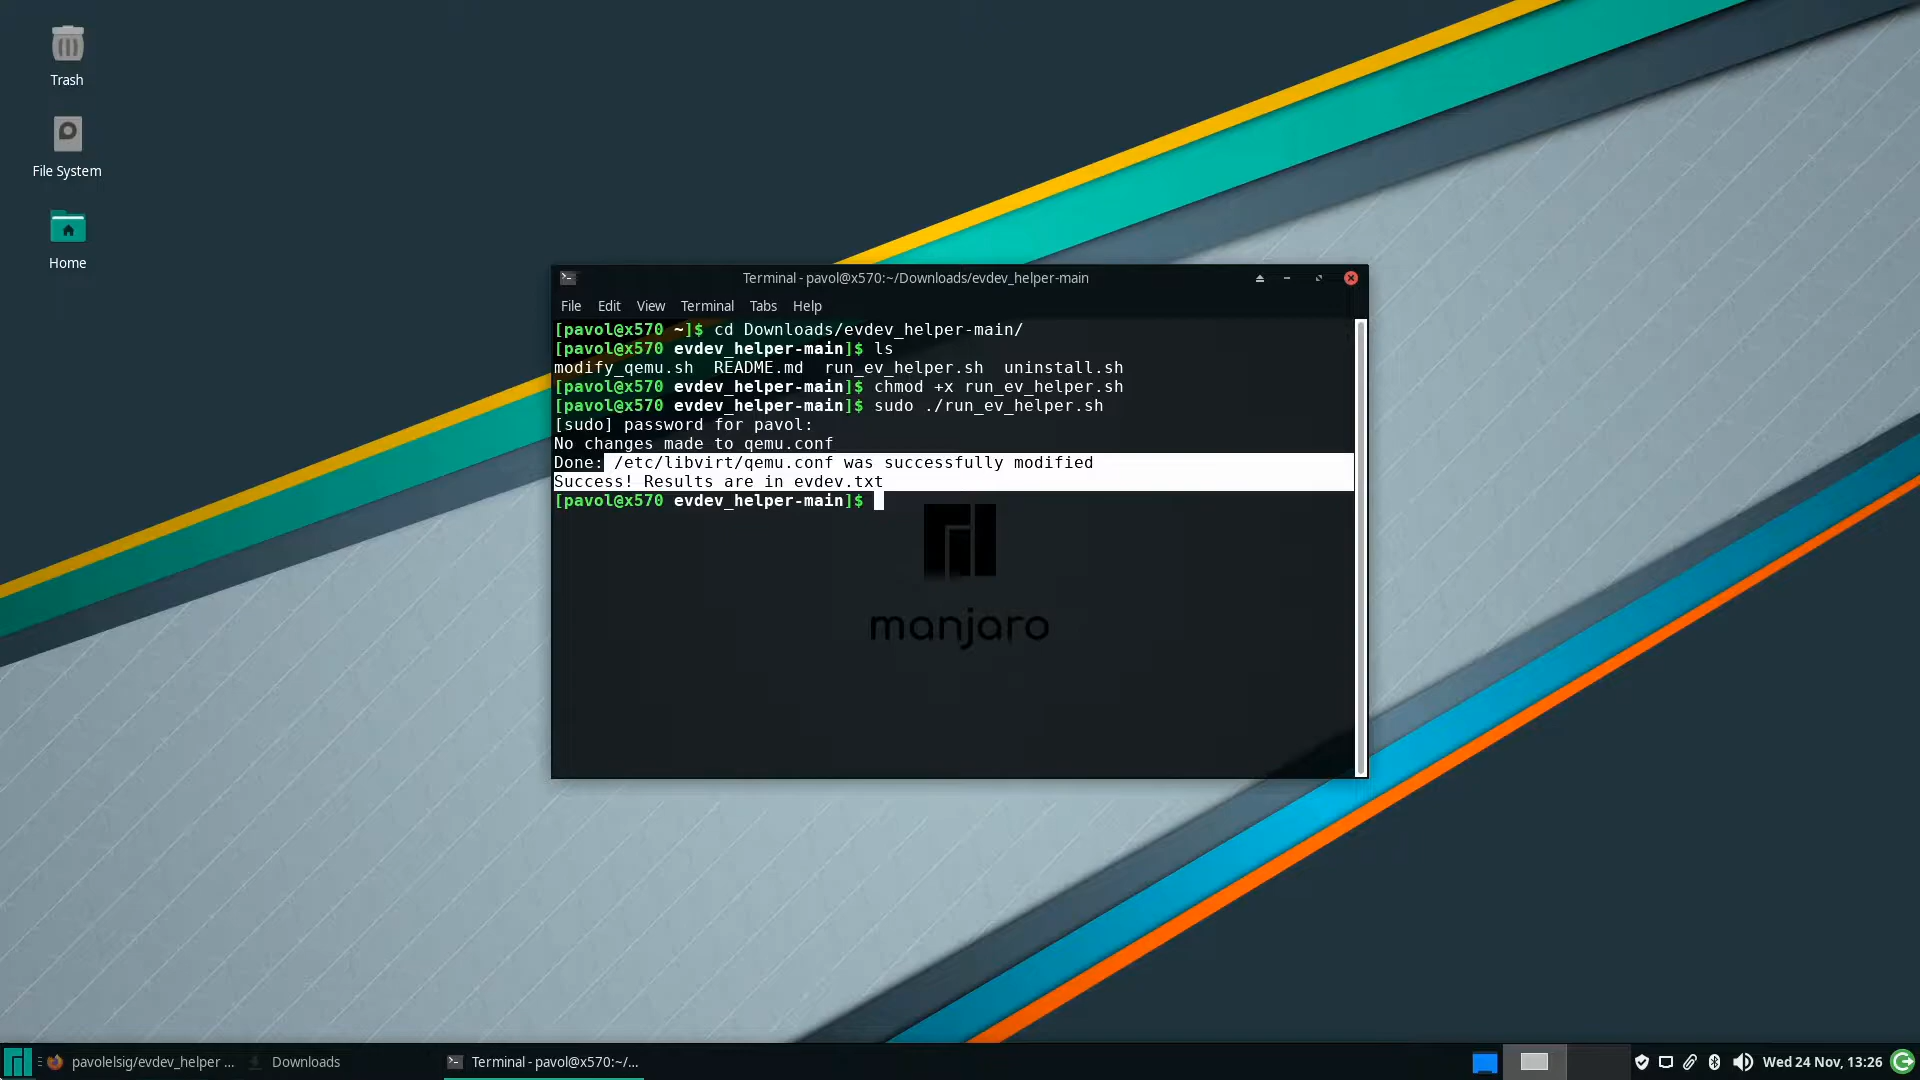 Trash
File System
Home
Terminal - pavol@x570:~/Downloads/evdev_helper-main
File Edit View Terminal Tabs Help
[pavol@x570 ~]$ cd Downloads/evdev_helper-main/
[pavol@x570 evdev_helper-main]$ ls
modify_qemu.sh README.md run_ev_helper.sh uninstall.sh
[pavol@x570 evdev_helper-main]$ chmod +x run_ev_helper.sh
[pavol@x570 evdev_helper-main]$ sudo ./run_ev_helper.sh
[sudo] password for pavol:
No changes made to qemu.conf
Done: /etc/libvirt/qemu.conf was successfully modified
Success! Results are in evdev.txt
[pavol@x570 evdev_helper-main]$
manjaro
pavolelsig/evdev_helper ... Downloads Terminal - pavol@x570:~/... Wed 24 Nov, 13:26